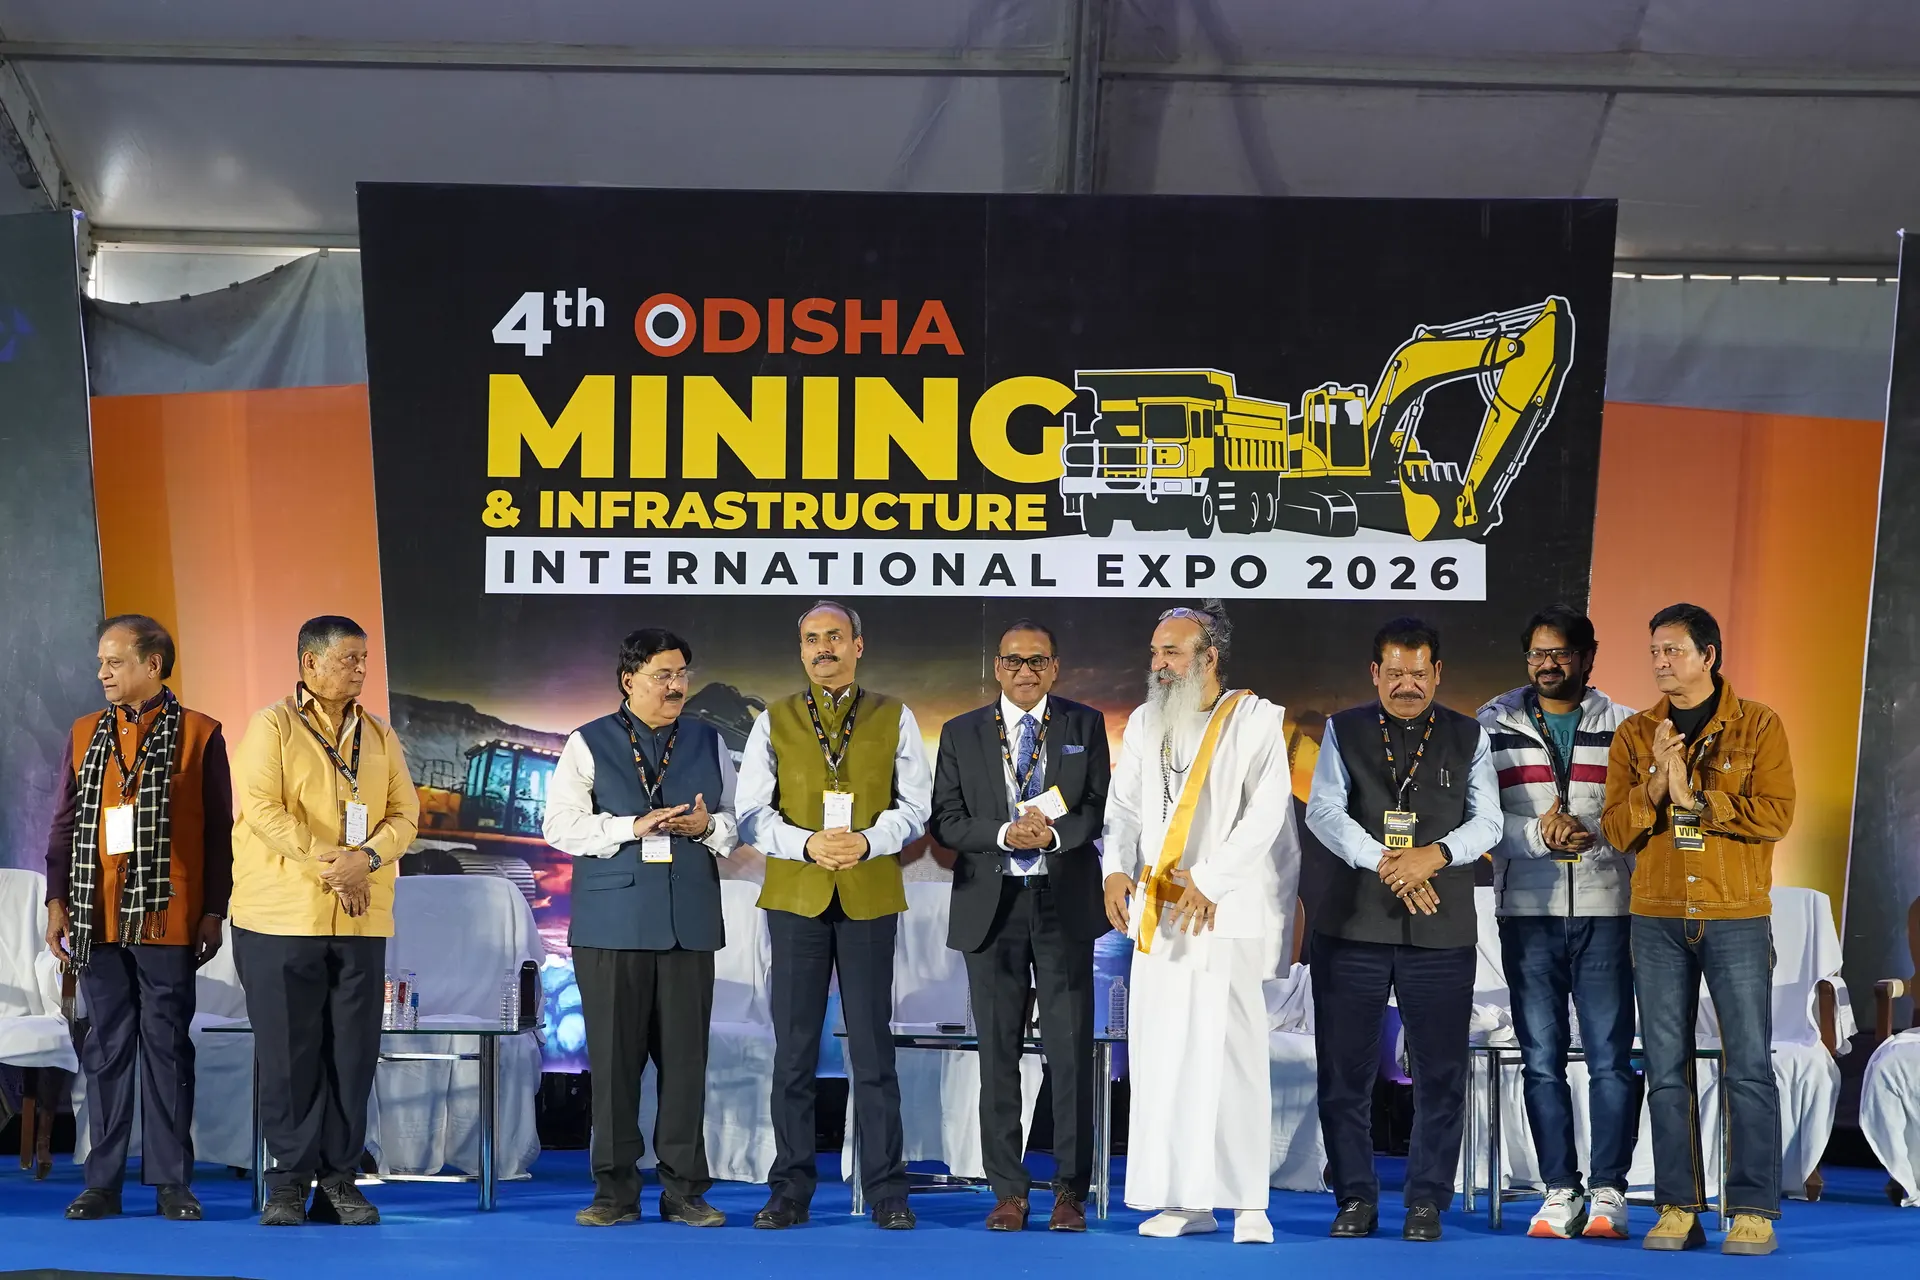 4th ODISHA
MINING
& INFRASTRUCTURE
INTERNATIONAL EXPO 2026
VVIP
VVIP